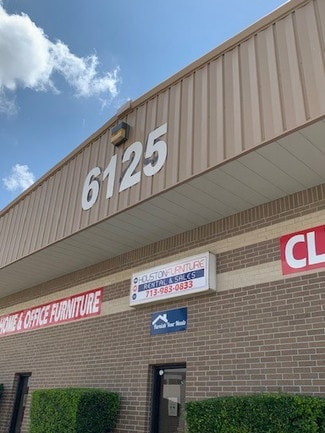 6125
HOUSTON FURNITURE
RENTAL & SALES
713-983-0833
HOME & OFFICE FURNITURE
CL
Furnish Your Needs